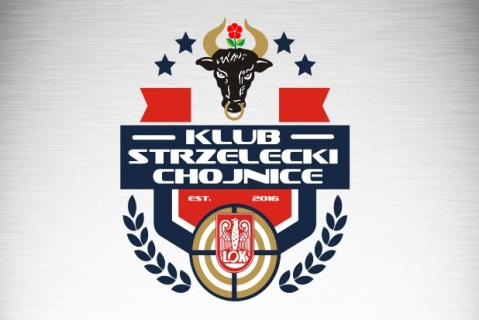 KLUB
STRZELECKI
CHOJNICE
EST. 2016
LOK